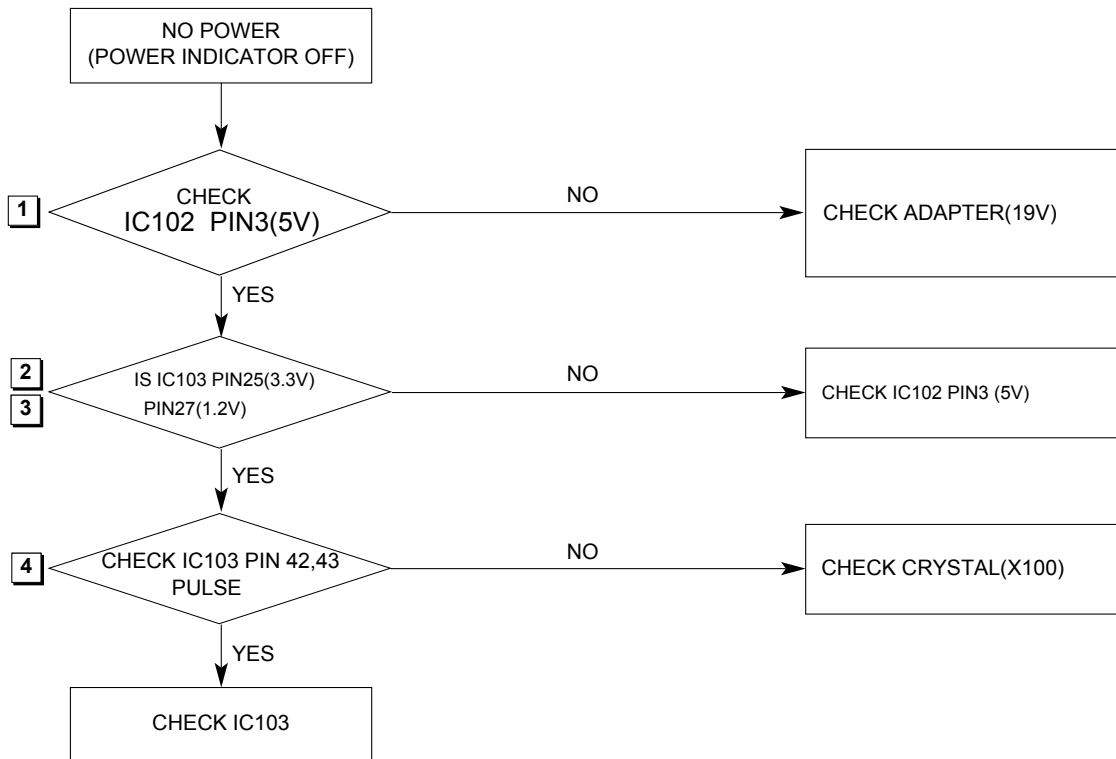 NO POWER
(POWER INDICATOR OFF)
1
CHECK
IC102 PIN3(5V)
NO
CHECK ADAPTER(19V)
YES
2
3
IS IC103 PIN25(3.3V)
PIN27(1.2V)
NO
CHECK IC102 PIN3 (5V)
YES
4
CHECK IC103 PIN 42,43
PULSE
NO
CHECK CRYSTAL(X100)
YES
CHECK IC103